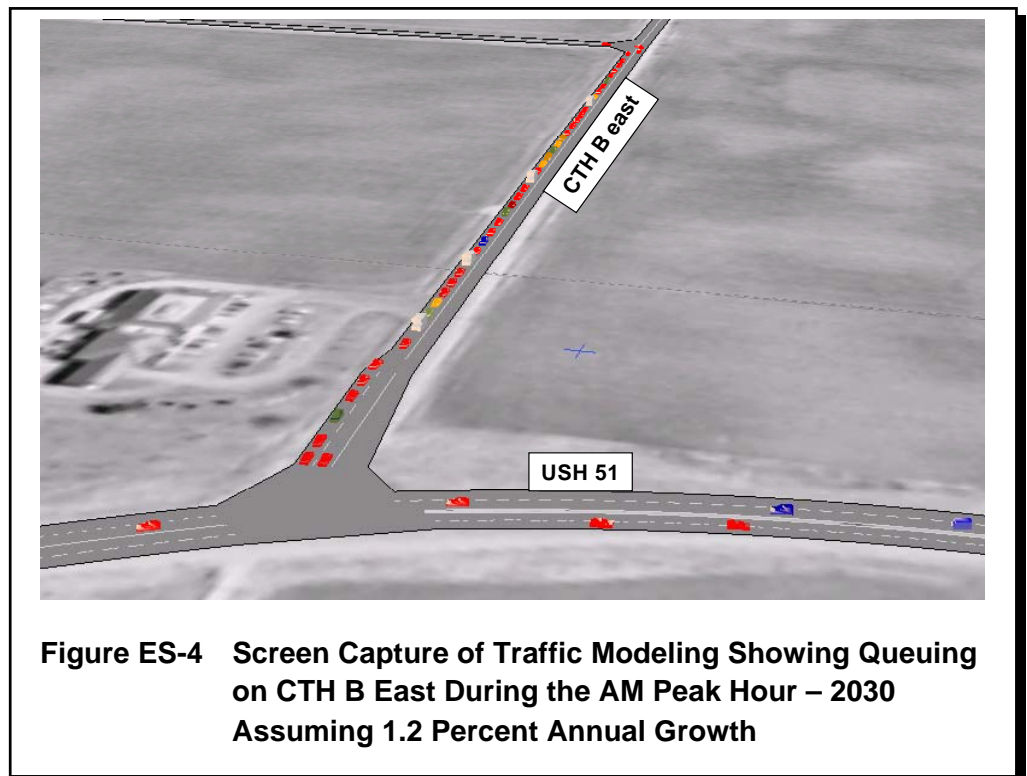 CTH B east
USH 51
Figure ES-4 Screen Capture of Traffic Modeling Showing Queuing
on CTH B East During the AM Peak Hour – 2030
Assuming 1.2 Percent Annual Growth